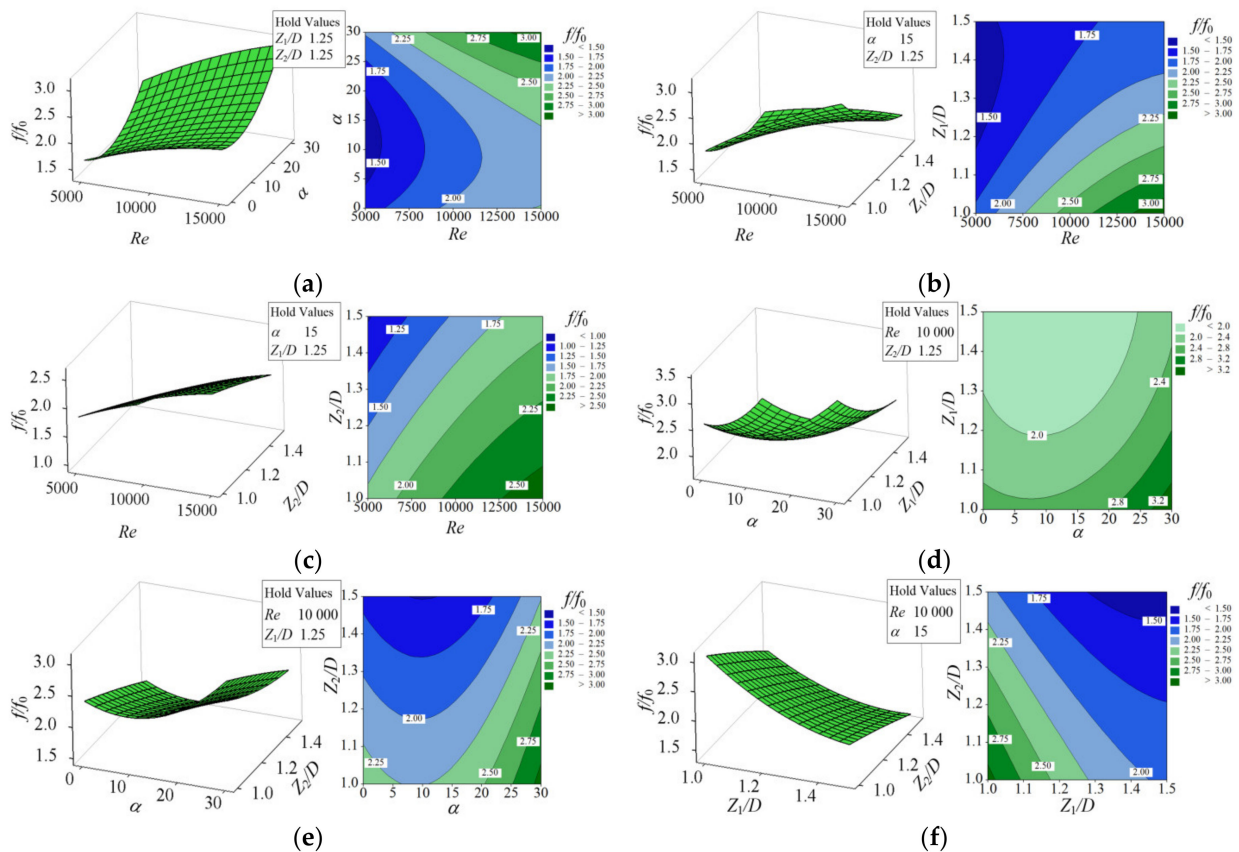 Hold Values
Z1/D 1.25
Z2/D 1.25
f/f0
3.0
2.5
2.0
1.5
5000
10000
15000
Re
0
10
20
30
α
30
25
20
15
10
5
0
α
2.25
2.75
3.00
1.75
2.50
1.50
2.00
5000 7500 10000 12500 15000
Re
f/f0
< 1.50
1.50 – 1.75
1.75 – 2.00
2.00 – 2.25
2.25 – 2.50
2.50 – 2.75
2.75 – 3.00
> 3.00
(a)
Hold Values
α 15
Z2/D 1.25
f/f0
3.0
2.5
2.0
1.5
5000
10000
15000
Re
1.0
1.2
1.4
Z1/D
1.5
1.4
1.3
1.2
1.1
1.0
Z1/D
1.75
1.50
2.25
2.75
2.00
2.50
3.00
5000 7500 10000 12500 15000
Re
f/f0
< 1.50
1.50 – 1.75
1.75 – 2.00
2.00 – 2.25
2.25 – 2.50
2.50 – 2.75
2.75 – 3.00
> 3.00
(b)
Hold Values
α 15
Z1/D 1.25
f/f0
2.5
2.0
1.5
1.0
5000
10000
15000
Re
1.0
1.2
1.4
Z2/D
1.5
1.4
1.3
1.2
1.1
1.0
Z2/D
1.25
1.75
1.50
2.25
2.00
2.50
5000 7500 10000 12500 15000
Re
f/f0
< 1.00
1.00 – 1.25
1.25 – 1.50
1.50 – 1.75
1.75 – 2.00
2.00 – 2.25
2.25 – 2.50
> 2.50
(c)
Hold Values
Re 10 000
Z2/D 1.25
f/f0
3.5
3.0
2.5
2.0
0
10
20
30
α
1.0
1.2
1.4
Z1/D
1.5
1.4
1.3
1.2
1.1
1.0
Z1/D
2.4
2.0
2.8
3.2
0 5 10 15 20 25 30
α
f/f0
< 2.0
2.0 – 2.4
2.4 – 2.8
2.8 – 3.2
> 3.2
(d)
Hold Values
Re 10 000
Z1/D 1.25
f/f0
3.0
2.5
2.0
1.5
0
10
20
30
α
1.0
1.2
1.4
Z2/D
1.5
1.4
1.3
1.2
1.1
1.0
Z2/D
1.75
2.25
2.00
2.75
2.25
2.50
0 5 10 15 20 25 30
α
f/f0
< 1.50
1.50 – 1.75
1.75 – 2.00
2.00 – 2.25
2.25 – 2.50
2.50 – 2.75
2.75 – 3.00
> 3.00
(e)
Hold Values
Re 10 000
α 15
f/f0
3.0
2.5
2.0
1.5
1.0
1.2
1.4
Z1/D
1.0
1.2
1.4
Z2/D
1.5
1.4
1.3
1.2
1.1
1.0
Z2/D
1.75
1.50
2.25
2.75
2.50
2.00
1.0 1.1 1.2 1.3 1.4 1.5
Z1/D
f/f0
< 1.50
1.50 – 1.75
1.75 – 2.00
2.00 – 2.25
2.25 – 2.50
2.50 – 2.75
2.75 – 3.00
> 3.00
(f)